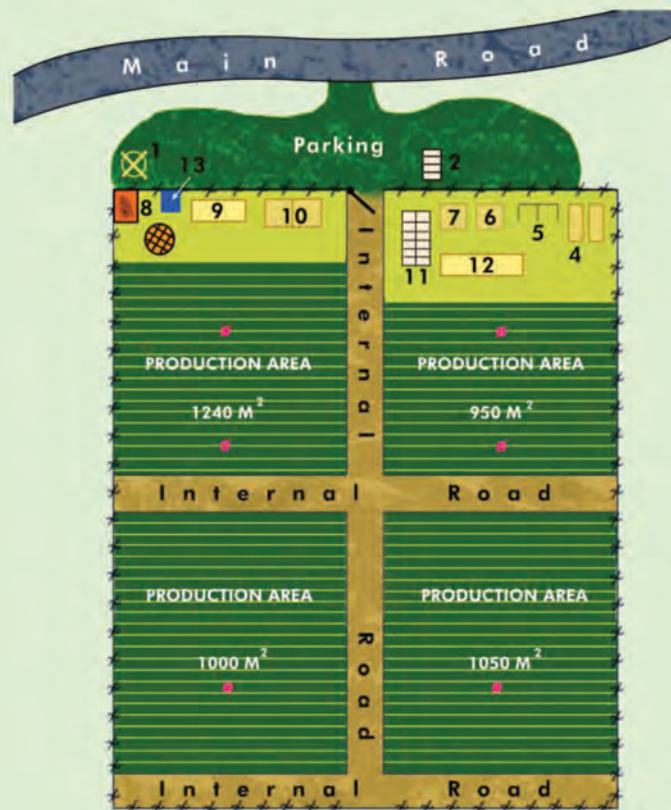 Main Road
Parking
1
2
13
8
9
10
7
6
5
4
11
12
Internal
PRODUCTION AREA
1240 M²
PRODUCTION AREA
950 M²
Internal Road
PRODUCTION AREA
1000 M²
PRODUCTION AREA
1050 M²
Road
Internal Road